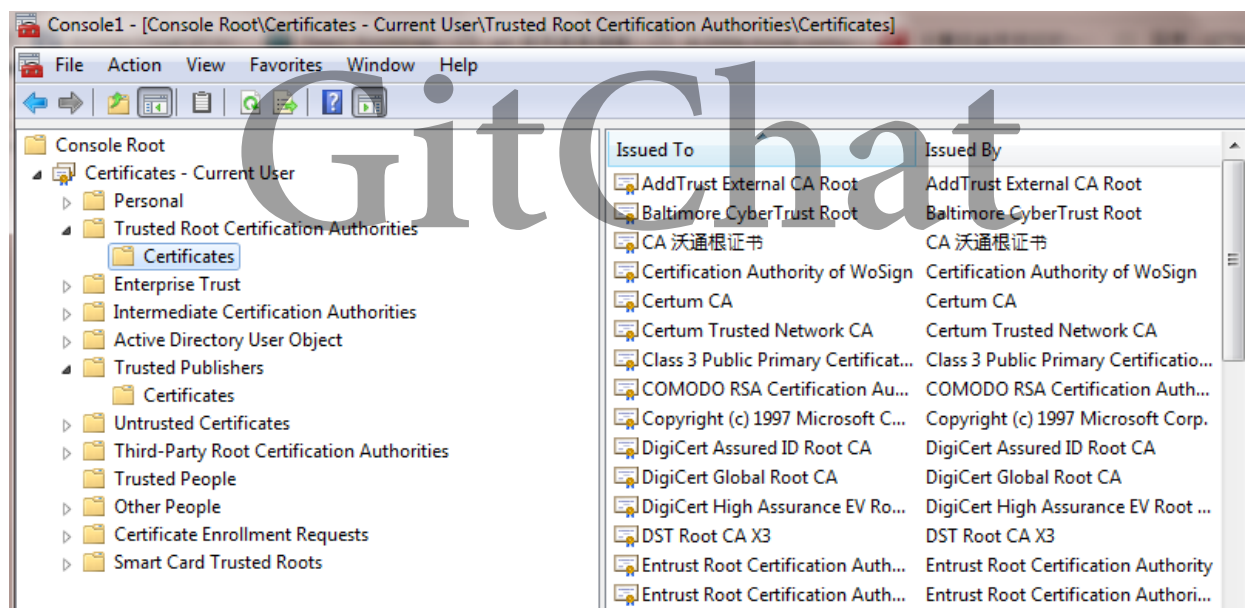 Console1 - [Console Root\Certificates - Current User\Trusted Root Certification Authorities\Certificates]
File Action View Favorites Window Help
GitChat
Console Root
Certificates - Current User
Personal
Trusted Root Certification Authorities
Certificates
Enterprise Trust
Intermediate Certification Authorities
Active Directory User Object
Trusted Publishers
Certificates
Untrusted Certificates
Third-Party Root Certification Authorities
Trusted People
Other People
Certificate Enrollment Requests
Smart Card Trusted Roots
Issued To Issued By
AddTrust External CA Root AddTrust External CA Root
Baltimore CyberTrust Root Baltimore CyberTrust Root
CA 沃通根证书 CA 沃通根证书
Certification Authority of WoSign Certification Authority of WoSign
Certum CA Certum CA
Certum Trusted Network CA Certum Trusted Network CA
Class 3 Public Primary Certificat... Class 3 Public Primary Certificatio...
COMODO RSA Certification Au... COMODO RSA Certification Auth...
Copyright (c) 1997 Microsoft C... Copyright (c) 1997 Microsoft Corp.
DigiCert Assured ID Root CA DigiCert Assured ID Root CA
DigiCert Global Root CA DigiCert Global Root CA
DigiCert High Assurance EV Ro... DigiCert High Assurance EV Root ...
DST Root CA X3 DST Root CA X3
Entrust Root Certification Auth... Entrust Root Certification Authority
Entrust Root Certification Auth... Entrust Root Certification Authori...